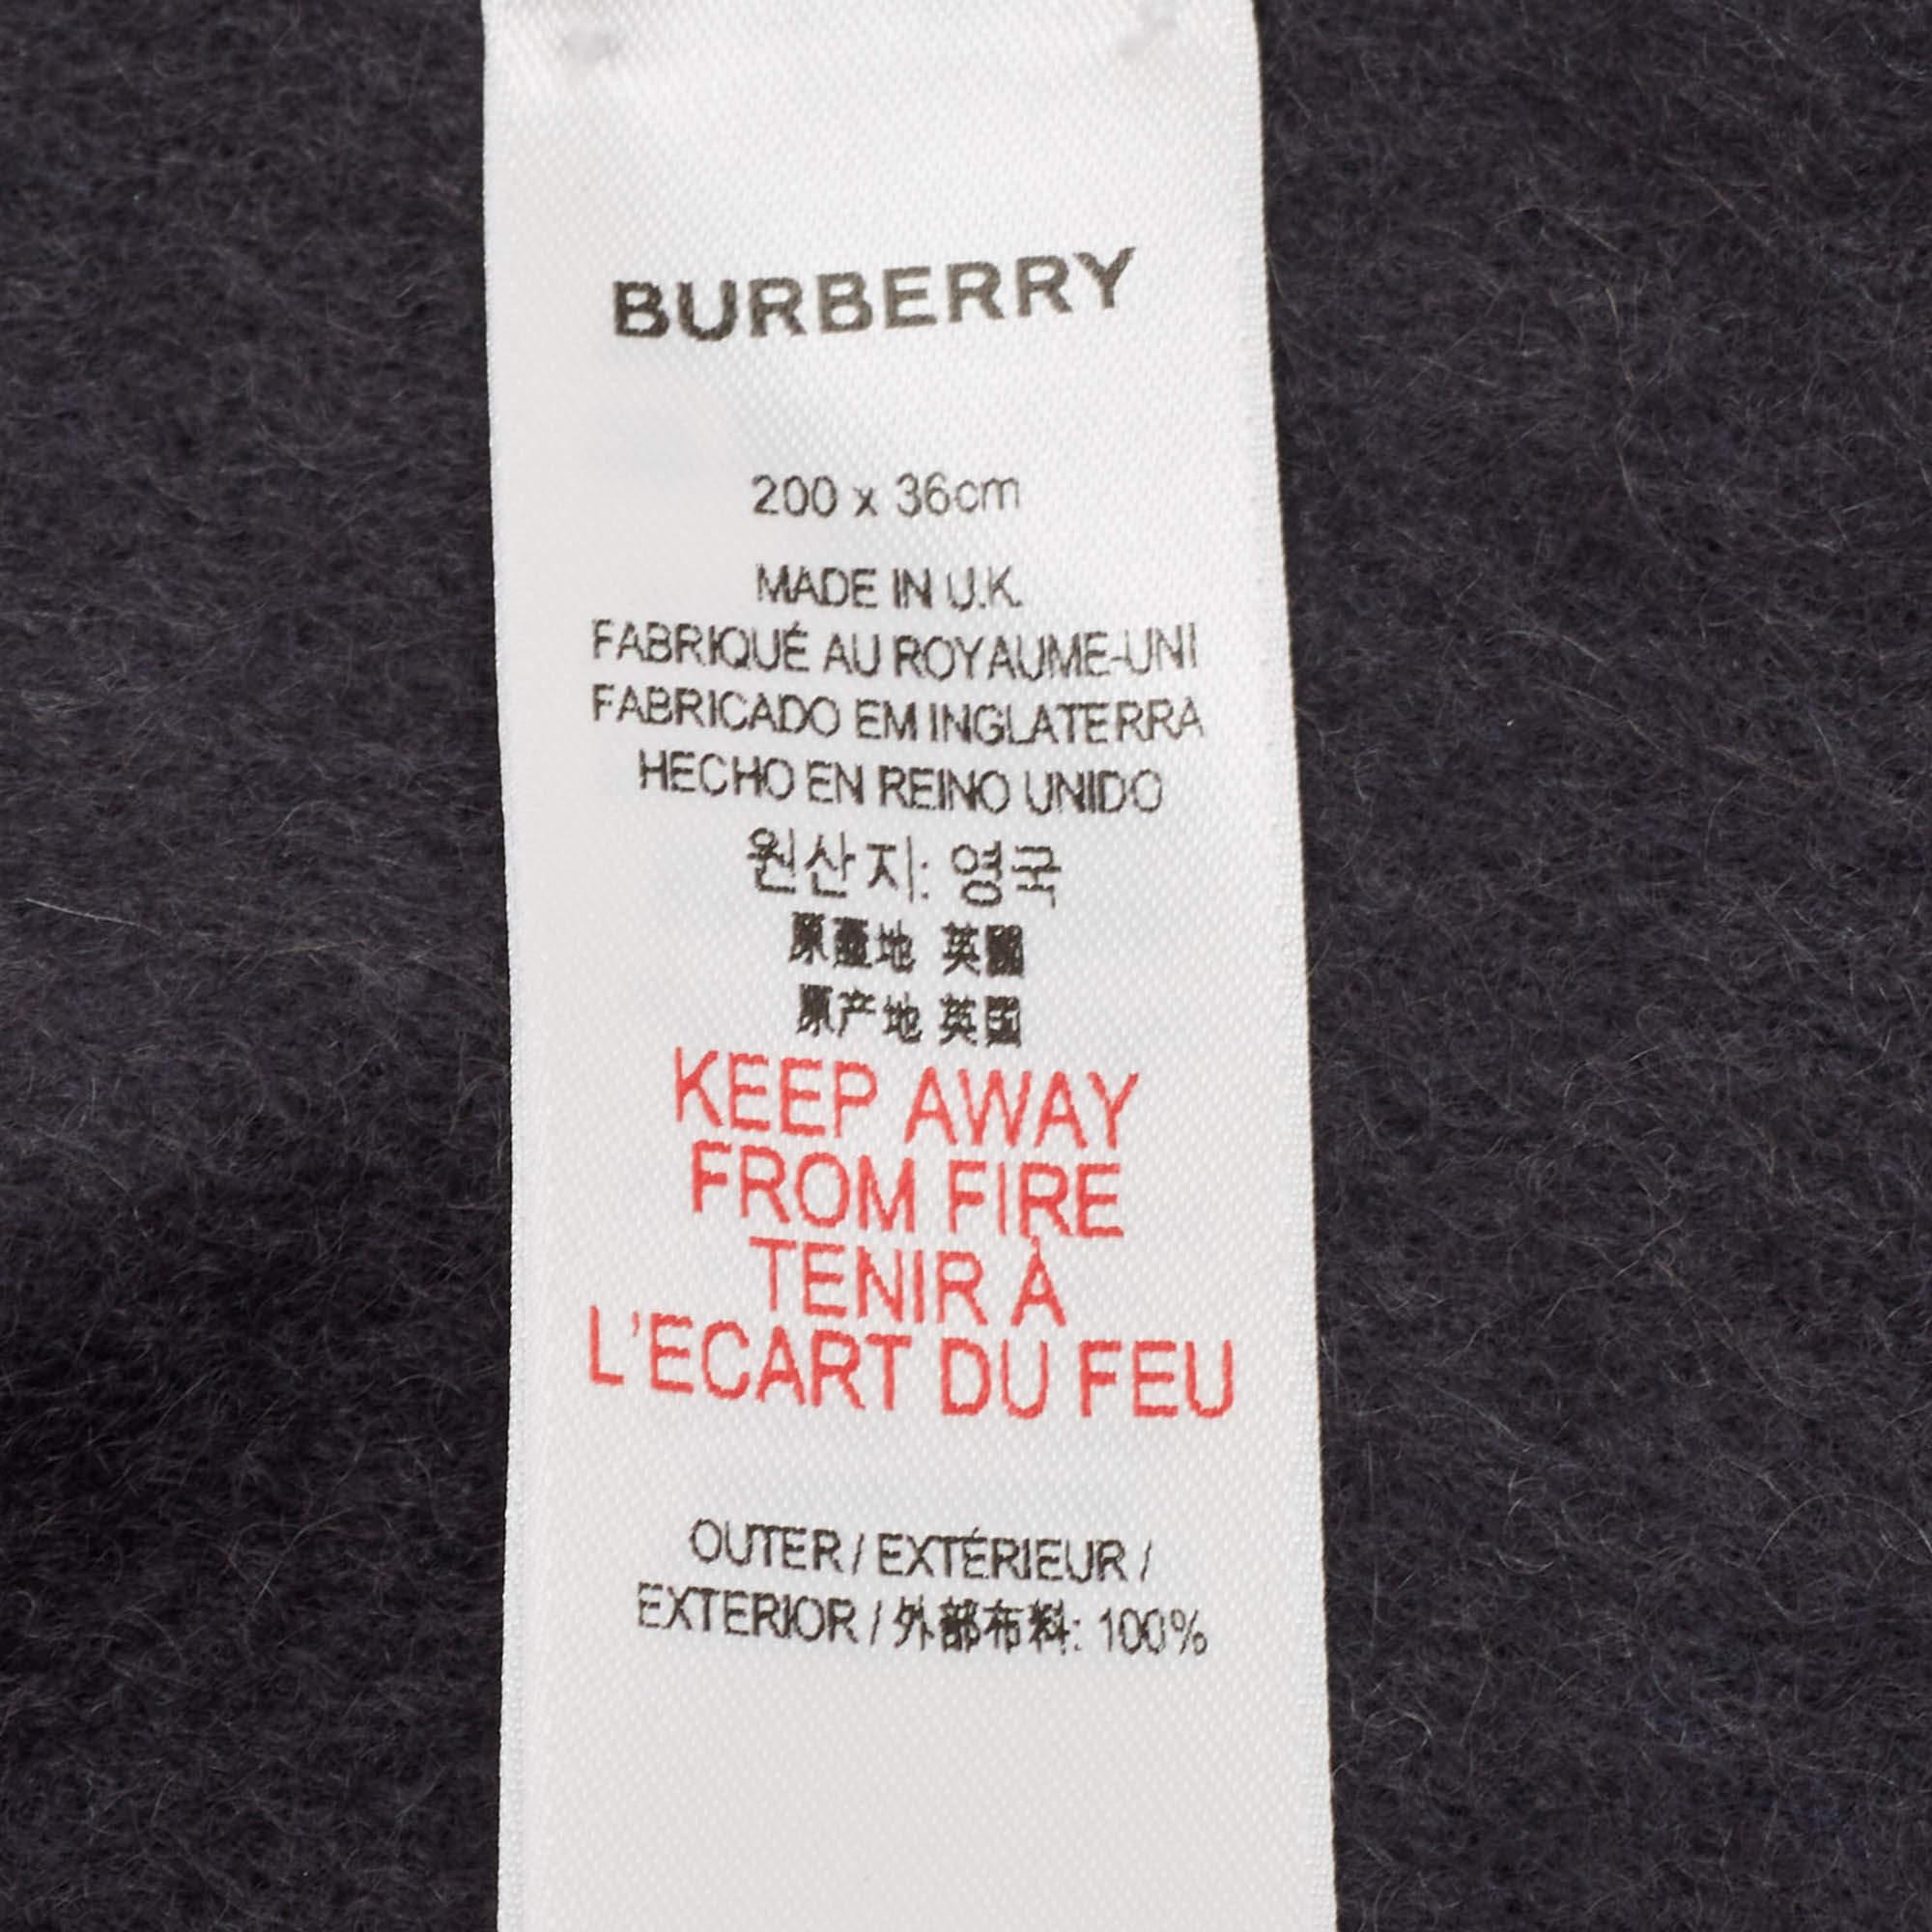 BURBERRY
200 x 36cm
MADE IN U.K.
FABRIQUÉ AU ROYAUME-UNI
FABRICADO EM INGLATERRA
HECHO EN REINO UNIDO
원산지: 영국
原產地 英國
原产地 英国
KEEP AWAY
FROM FIRE
TENIR À
L'ECART DU FEU
OUTER / EXTÉRIEUR /
EXTERIOR / 外部布料: 100%